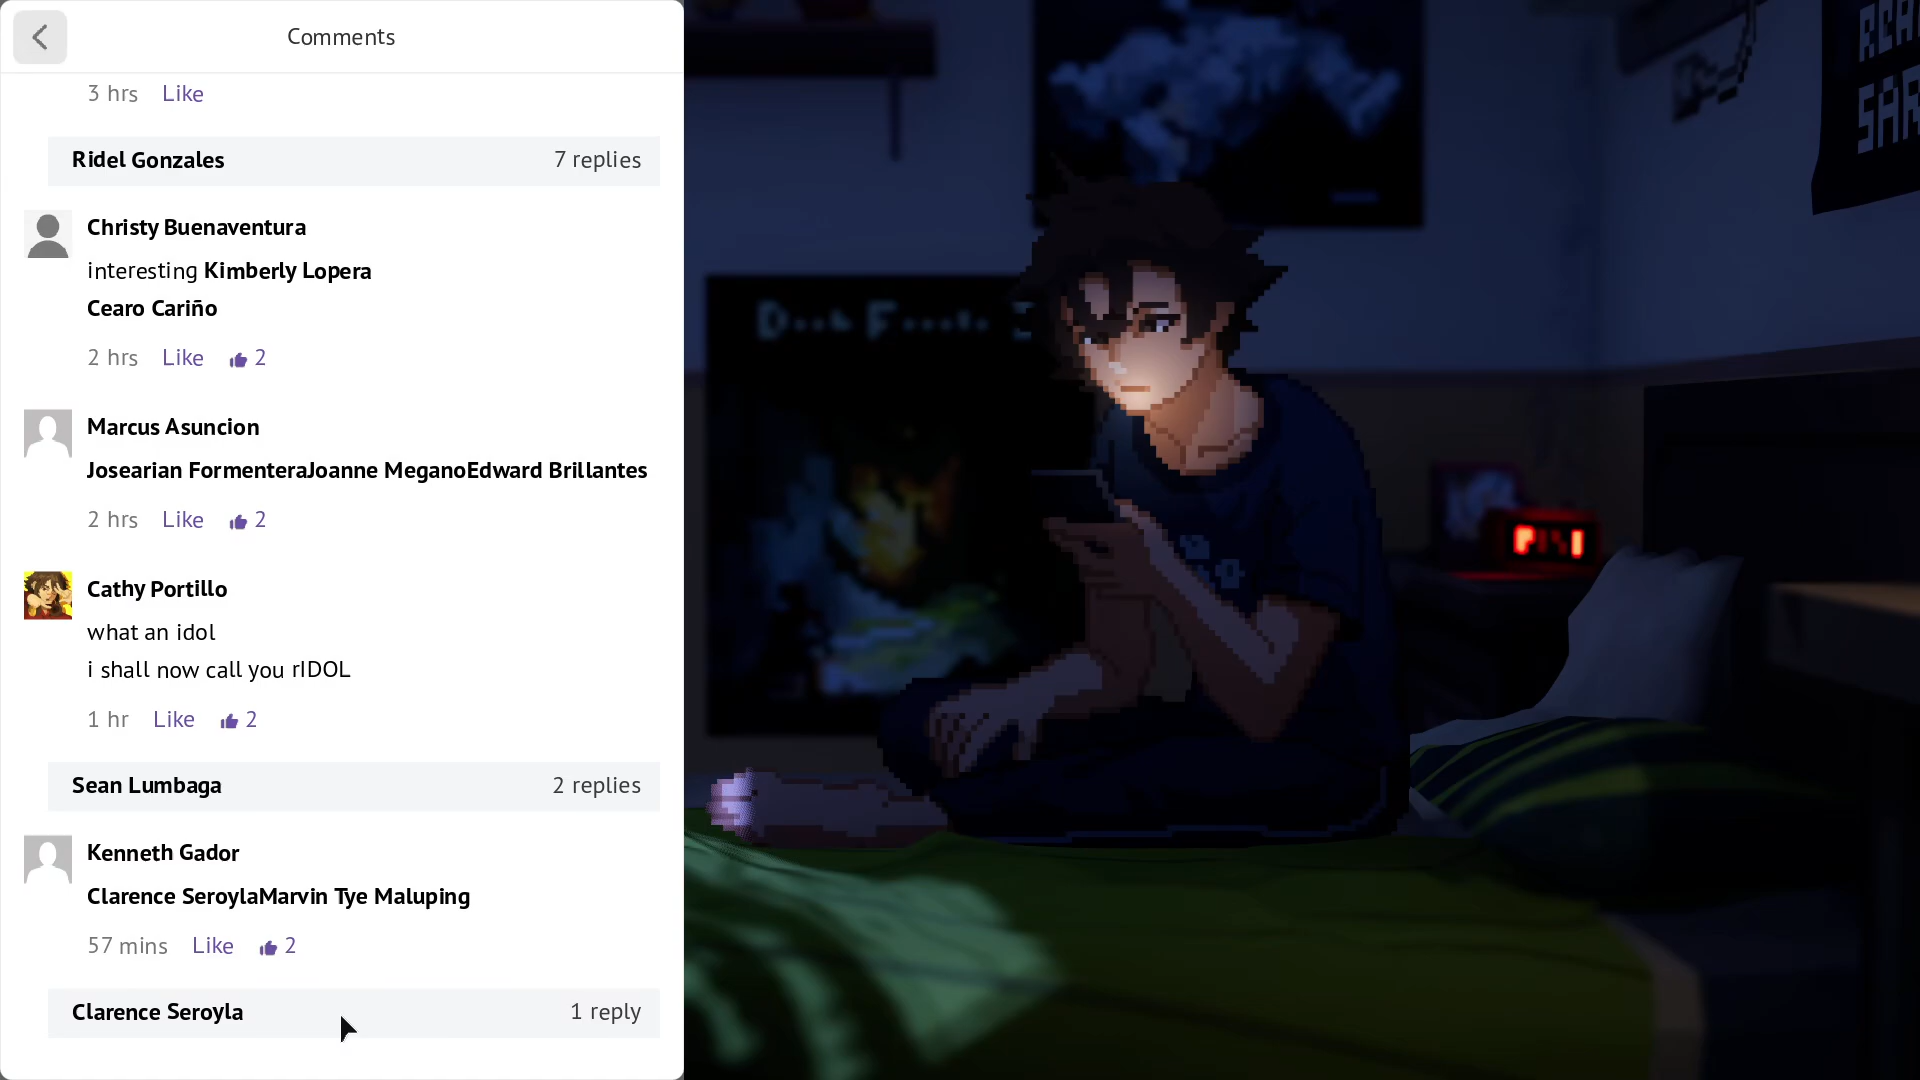 Comments
3 hrs Like
Ridel Gonzales 7 replies
Christy Buenaventura
interesting Kimberly Lopera
Cearo Cariño
2 hrs Like 2
Marcus Asuncion
Josearian FormenteraJoanne MeganoEdward Brillantes
2 hrs Like 2
Cathy Portillo
what an idol
i shall now call you rIDOL
1 hr Like 2
Sean Lumbaga 2 replies
Kenneth Gador
Clarence SeroylaMarvin Tye Maluping
57 mins Like 2
Clarence Seroyla 1 reply